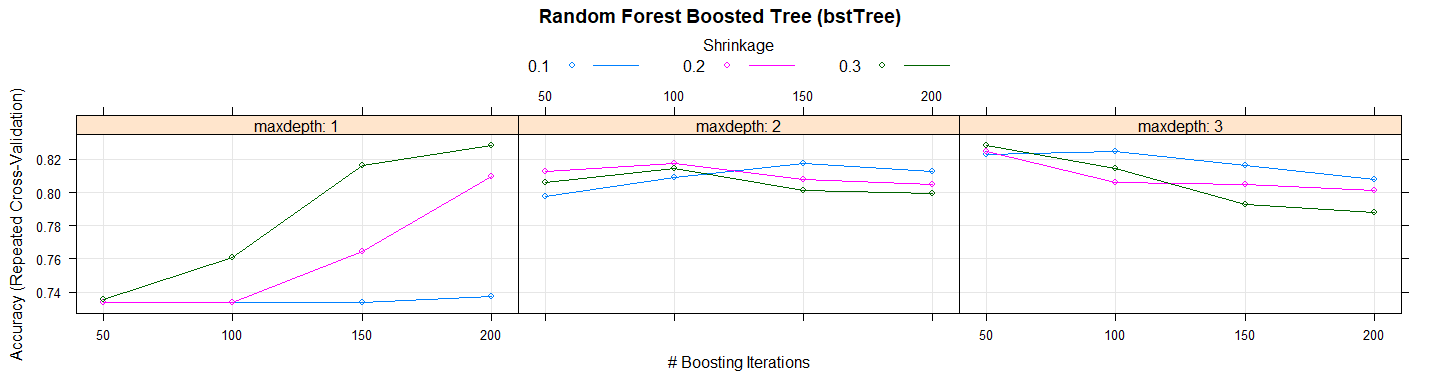 Random Forest Boosted Tree (bstTree)
Shrinkage
0.1 0.2 0.3
50 100 150 200
maxdepth: 1 maxdepth: 2 maxdepth: 3
Accuracy (Repeated Cross-Validation)
0.82
0.80
0.78
0.76
0.74
50 100 150 200 50 100 150 200
# Boosting Iterations